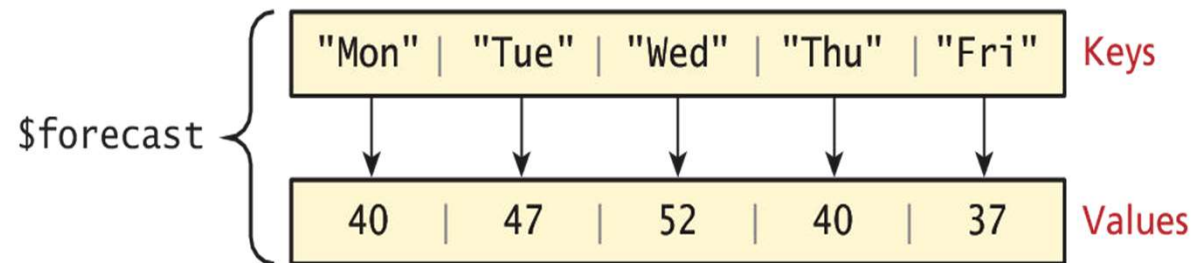 "Mon" | "Tue" | "Wed" | "Thu" | "Fri" Keys
$forecast
40 | 47 | 52 | 40 | 37 Values